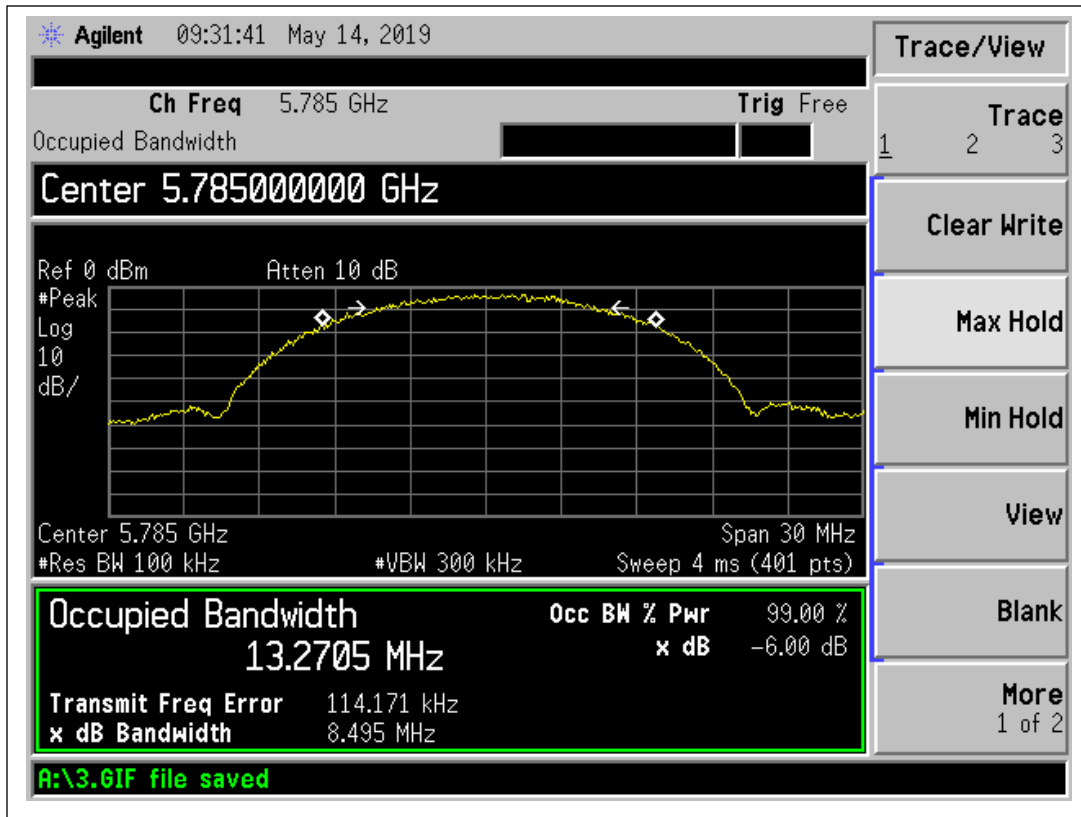 Agilent 09:31:41 May 14, 2019
Trace/View
Ch Freq 5.785 GHz Trig Free
Occupied Bandwidth
Trace
1 2 3
Center 5.785000000 GHz
Clear Write
Ref 0 dBm Atten 10 dB
#Peak
Log
10
dB/
Max Hold
Min Hold
View
Center 5.785 GHz Span 30 MHz
#Res BW 100 kHz #VBW 300 kHz Sweep 4 ms (401 pts)
Occupied Bandwidth Occ BW % Pwr 99.00 %
13.2705 MHz x dB -6.00 dB
Blank
Transmit Freq Error 114.171 kHz
x dB Bandwidth 8.495 MHz
More
1 of 2
A:\3.GIF file saved